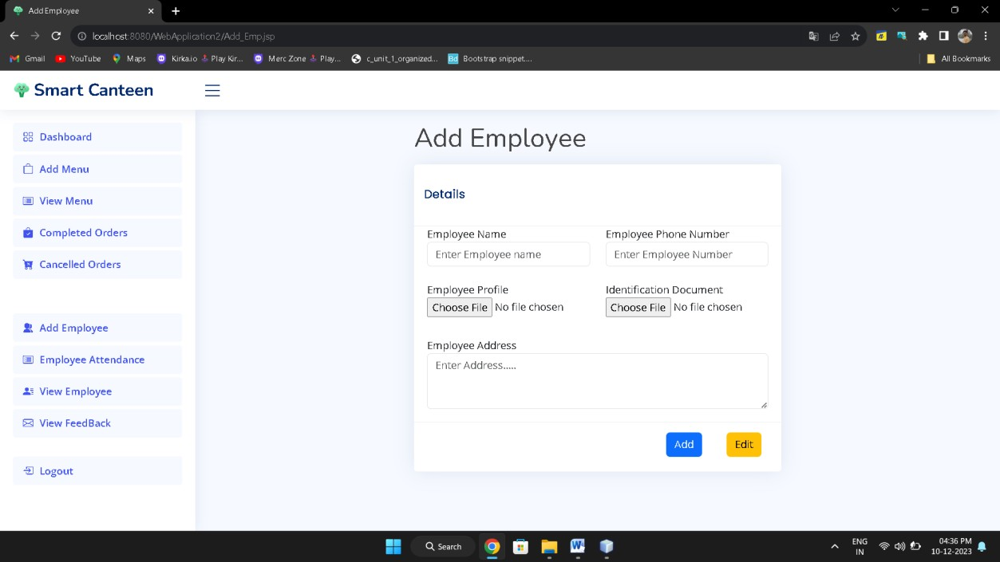 Add Employee
localhost:8080/WebApplication2/Add_Emp.jsp
Gmail YouTube Maps Kirka.io Play Kir... Merc Zone Play... c_unit_1_organized... Bd Bootstrap snippet.... All Bookmarks
Smart Canteen
Dashboard
Add Menu
View Menu
Completed Orders
Cancelled Orders
Add Employee
Employee Attendance
View Employee
View FeedBack
Logout
Add Employee
Details
Employee Name Employee Phone Number
Enter Employee name Enter Employee Number
Employee Profile Identification Document
Choose File No file chosen Choose File No file chosen
Employee Address
Enter Address.....
Add Edit
Search
ENG
IN
04:36 PM
10-12-2023